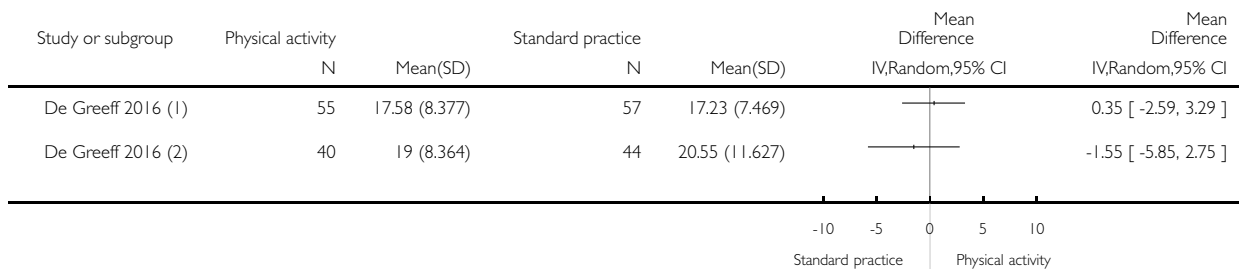 Mean Mean
Study or subgroup Physical activity Standard practice Difference Difference
N Mean(SD) N Mean(SD) IV,Random,95% CI IV,Random,95% CI
De Greeff 2016 (1) 55 17.58 (8.377) 57 17.23 (7.469) 0.35 [ -2.59, 3.29 ]
De Greeff 2016 (2) 40 19 (8.364) 44 20.55 (11.627) -1.55 [ -5.85, 2.75 ]
-10 -5 0 5 10
Standard practice Physical activity